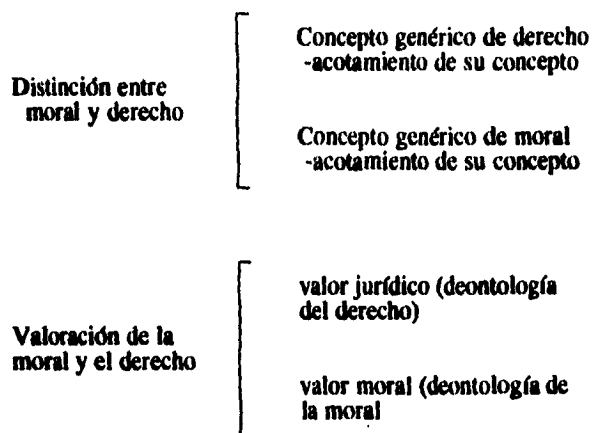 Distinción entre
moral y derecho
Concepto genérico de derecho
-acotamiento de su concepto
Concepto genérico de moral
-acotamiento de su concepto
Valoración de la
moral y el derecho
valor jurídico (deontología
del derecho)
valor moral (deontología de
la moral